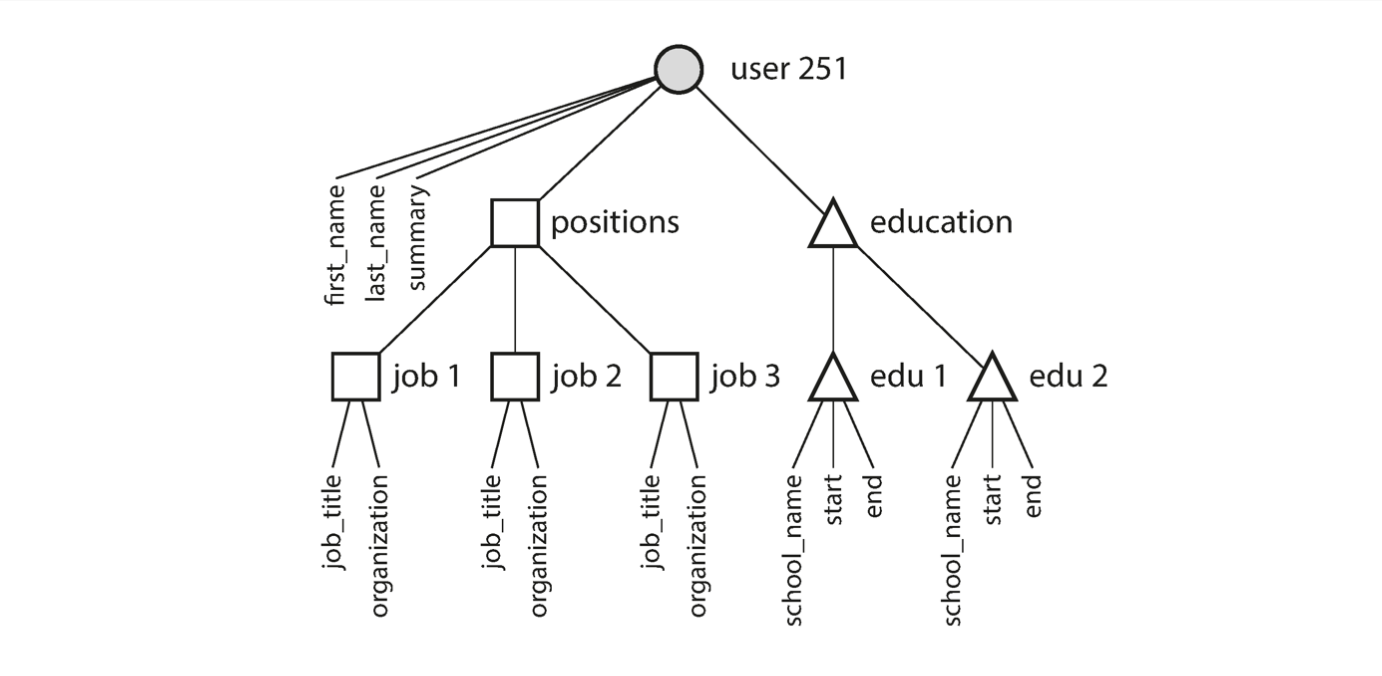 user 251
first_name
last_name
summary
positions
education
job 1
job 2
job 3
edu 1
edu 2
job_title
organization
job_title
organization
job_title
organization
school_name
start
end
school_name
start
end